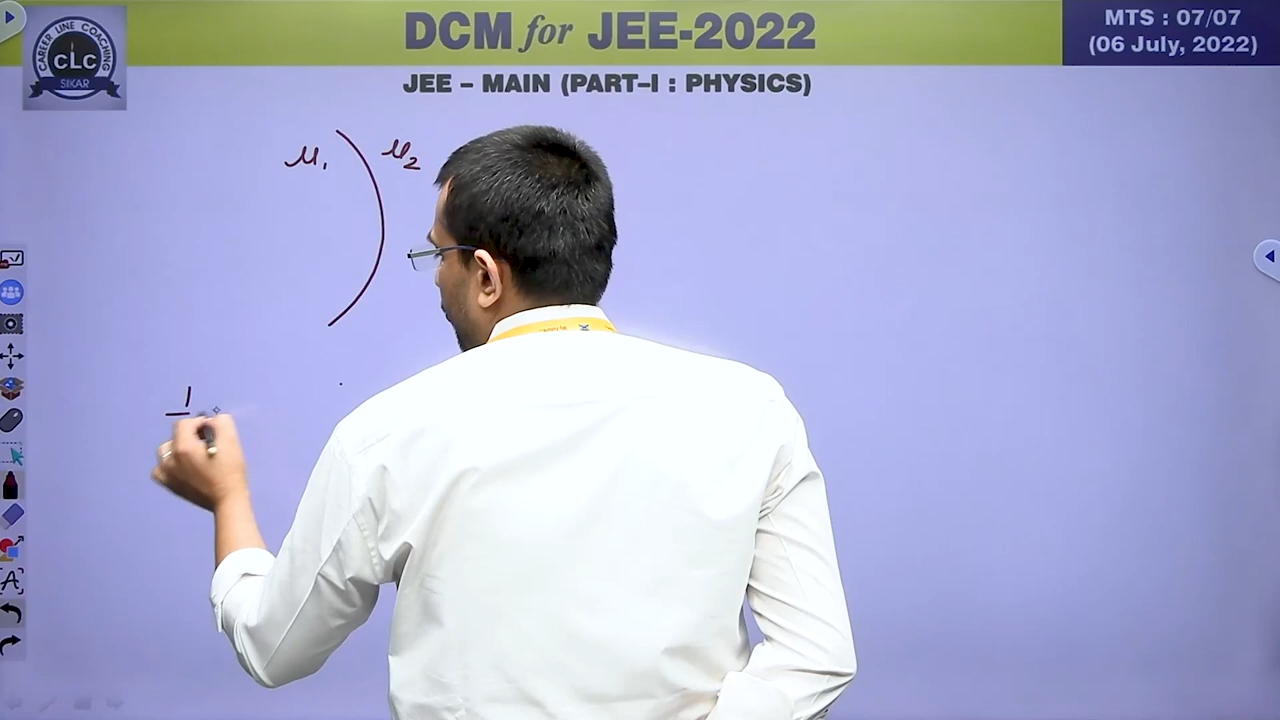 DCM for JEE-2022
MTS : 07/07
(06 July, 2022)
CAREER LINE COACHING
cLc
SIKAR
JEE – MAIN (PART–I : PHYSICS)
μ₁ μ₂
1